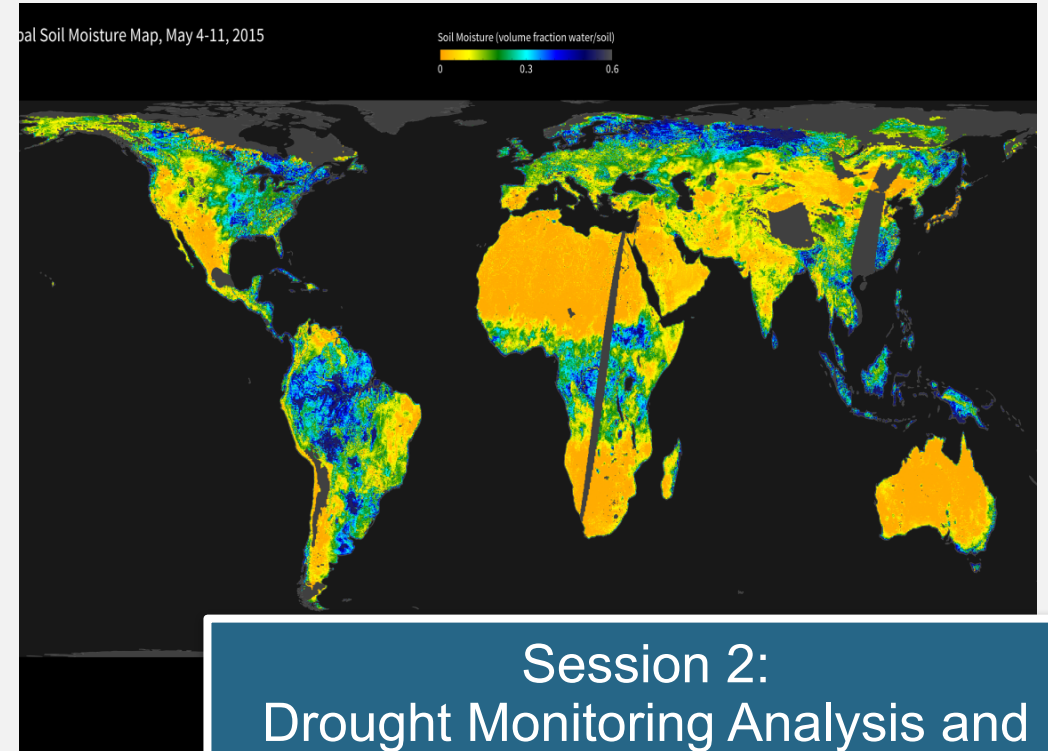 bal Soil Moisture Map, May 4-11, 2015
Soil Moisture (volume fraction water/soil)
0 0.3 0.6
Session 2:
Drought Monitoring Analysis and